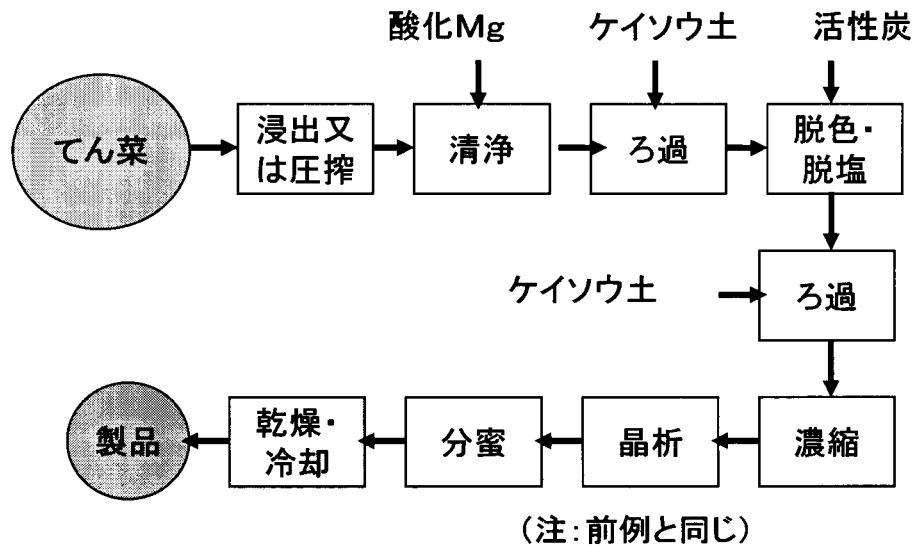 酸化Mg
ケイソウ土
活性炭
てん菜
浸出又
は圧搾
清浄
ろ過
脱色・
脱塩
ケイソウ土
ろ過
製品
乾燥・
冷却
分蜜
晶析
濃縮
（注：前例と同じ）